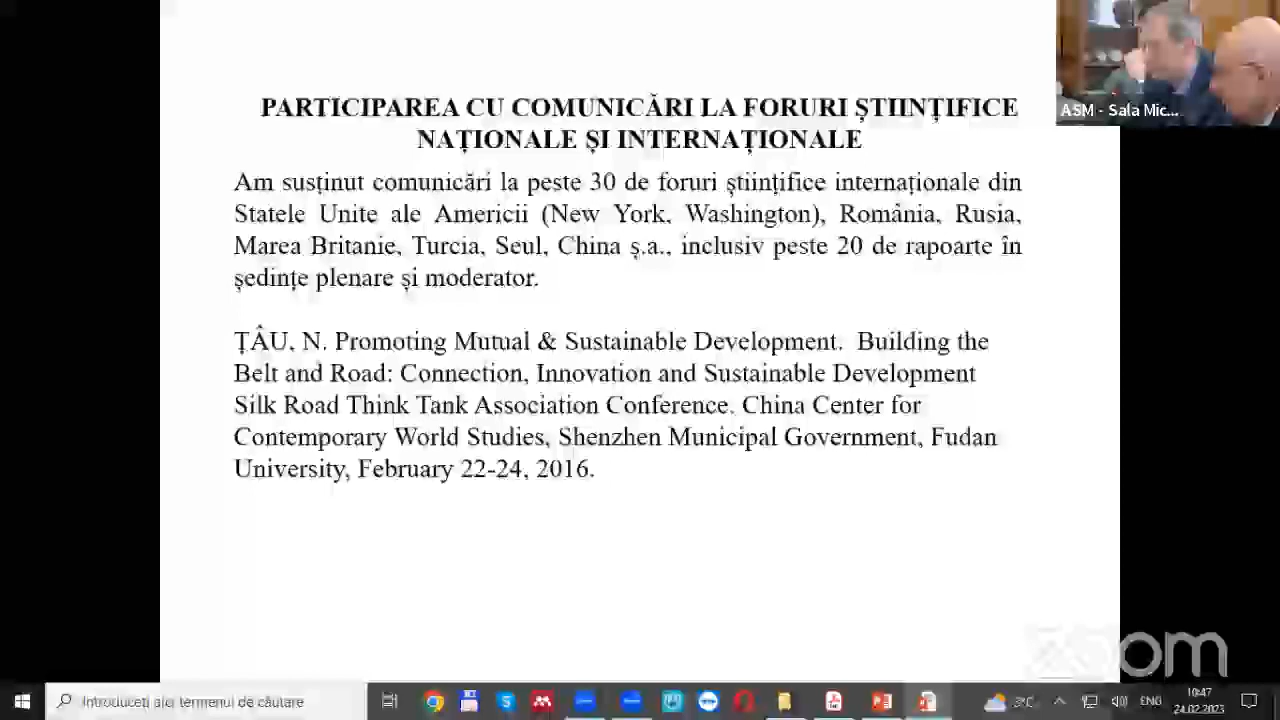 PARTICIPAREA CU COMUNICĂRI LA FORURI ȘTIINȚIFICE
NAȚIONALE ȘI INTERNAȚIONALE
Am susținut comunicări la peste 30 de foruri științifice internaționale din
Statele Unite ale Americii (New York, Washington), România, Rusia,
Marea Britanie, Turcia, Seul, China ș.a., inclusiv peste 20 de rapoarte în
ședințe plenare și moderator.
ȚÂU, N. Promoting Mutual & Sustainable Development. Building the
Belt and Road: Connection, Innovation and Sustainable Development
Silk Road Think Tank Association Conference. China Center for
Contemporary World Studies, Shenzhen Municipal Government, Fudan
University, February 22-24, 2016.
ASM - Sala Mic...
zoom
Introduceți aici termenul de căutare
ENG
10:47
24.02.2023